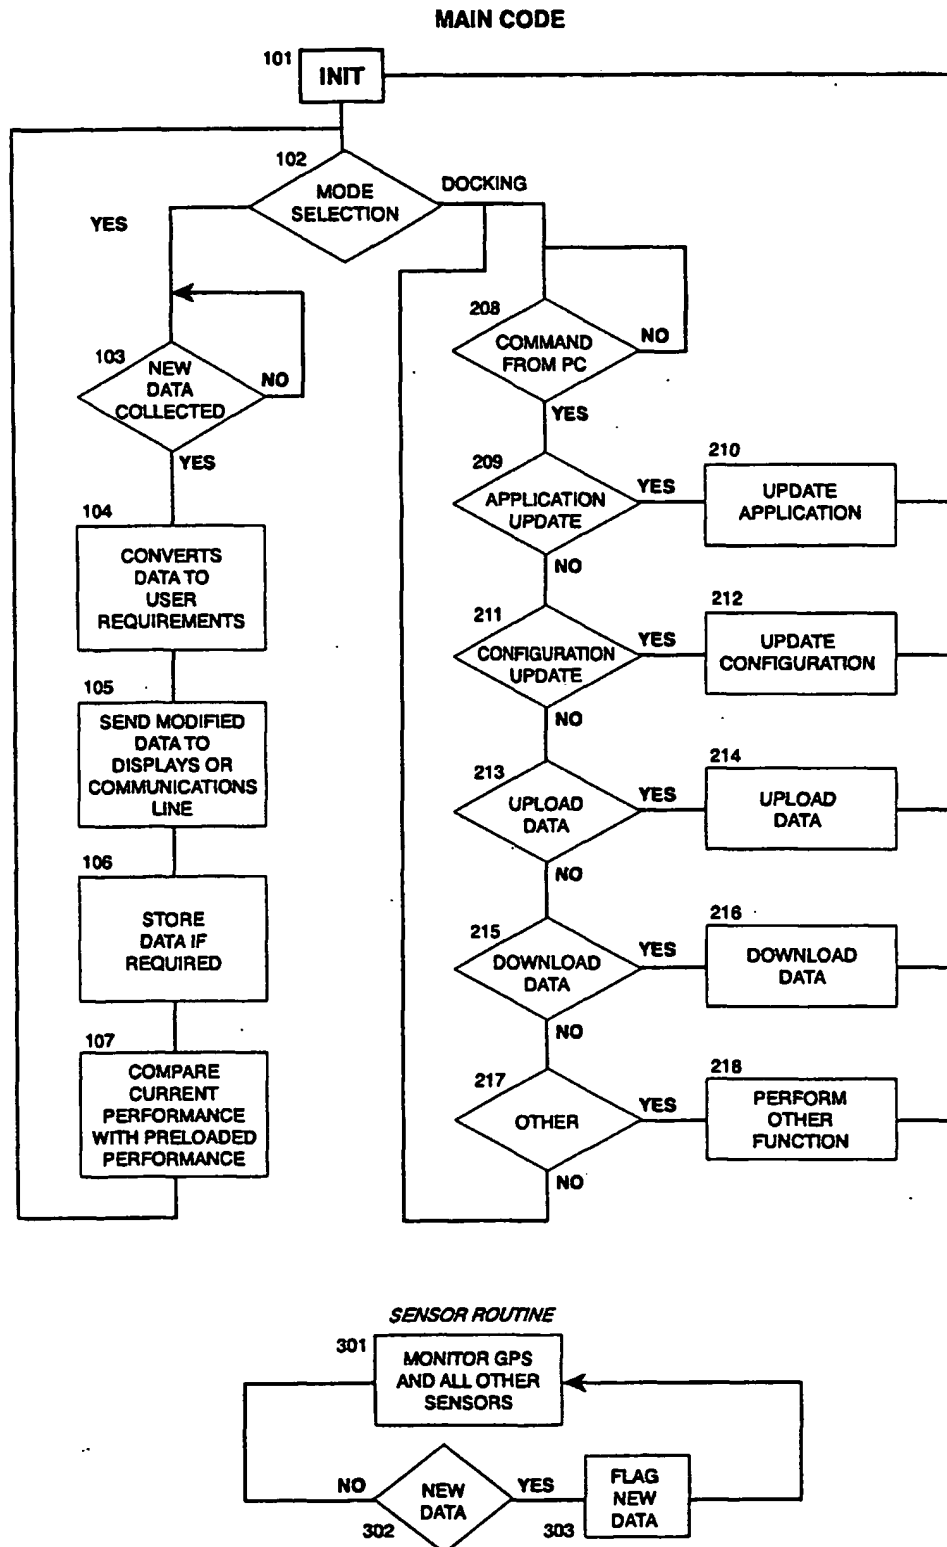 MAIN CODE
101
INIT
102
MODE
SELECTION
DOCKING
YES
103
NEW
DATA
COLLECTED
NO
YES
104
CONVERTS
DATA TO
USER
REQUIREMENTS
105
SEND MODIFIED
DATA TO
DISPLAYS OR
COMMUNICATIONS
LINE
106
STORE
DATA IF
REQUIRED
107
COMPARE
CURRENT
PERFORMANCE
WITH PRELOADED
PERFORMANCE
208
COMMAND
FROM PC
NO
YES
209
APPLICATION
UPDATE
YES
NO
210
UPDATE
APPLICATION
211
CONFIGURATION
UPDATE
YES
NO
212
UPDATE
CONFIGURATION
213
UPLOAD
DATA
YES
NO
214
UPLOAD
DATA
215
DOWNLOAD
DATA
YES
NO
216
DOWNLOAD
DATA
217
OTHER
YES
NO
218
PERFORM
OTHER
FUNCTION
SENSOR ROUTINE
301
MONITOR GPS
AND ALL OTHER
SENSORS
NO
NEW
DATA
302
YES
303
FLAG
NEW
DATA